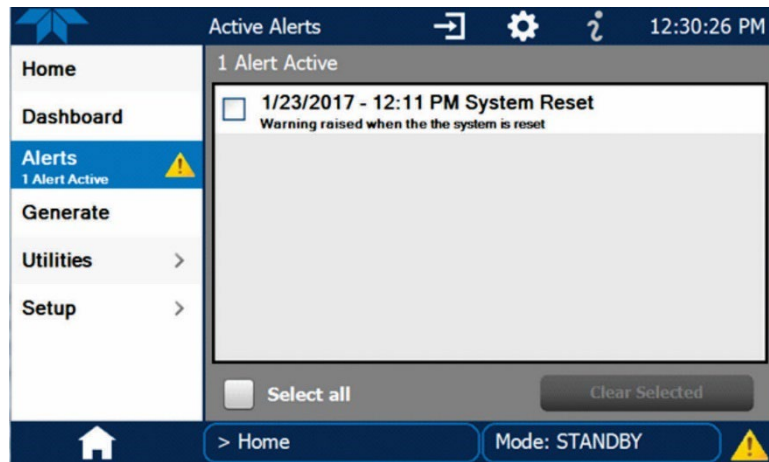 Active Alerts
12:30:26 PM
Home
Dashboard
Alerts
1 Alert Active
Generate
Utilities
Setup
1 Alert Active
1/23/2017 - 12:11 PM System Reset
Warning raised when the the system is reset
Select all
Clear Selected
> Home
Mode: STANDBY